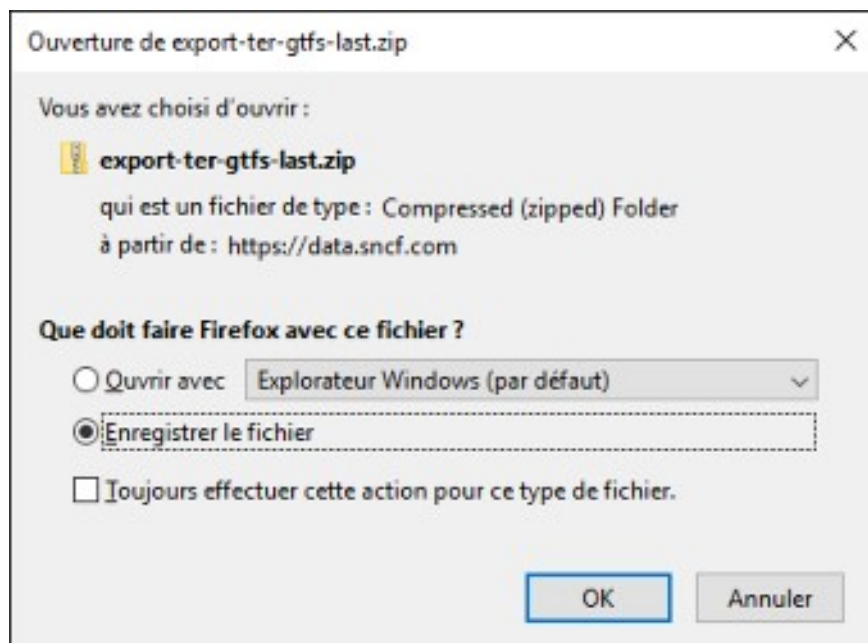 Ouverture de export-ter-gtfs-last.zip
Vous avez choisi d'ouvrir :
export-ter-gtfs-last.zip
qui est un fichier de type : Compressed (zipped) Folder
à partir de : https://data.sncf.com
Que doit faire Firefox avec ce fichier ?
Ouvrir avec Explorateur Windows (par défaut)
Enregistrer le fichier
Toujours effectuer cette action pour ce type de fichier.
OK Annuler